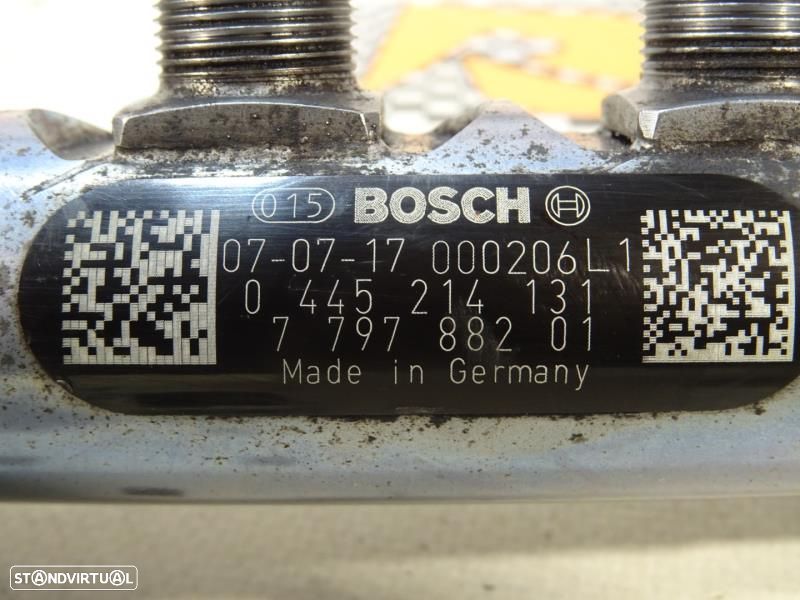 015 BOSCH
07-07-17 000206L1
0 445 214 131
7 797 882 01
Made in Germany
STANDVIRTUAL